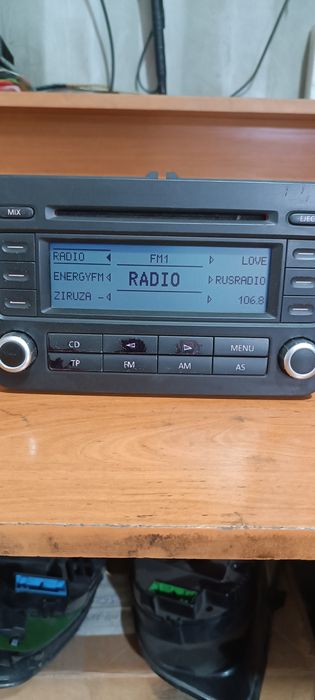 MIX
EJECT
RADIO FM1 LOVE
ENERGYFM RADIO RUSRADIO
ZIRUZA - 106.8
CD MENU
TP FM AM AS